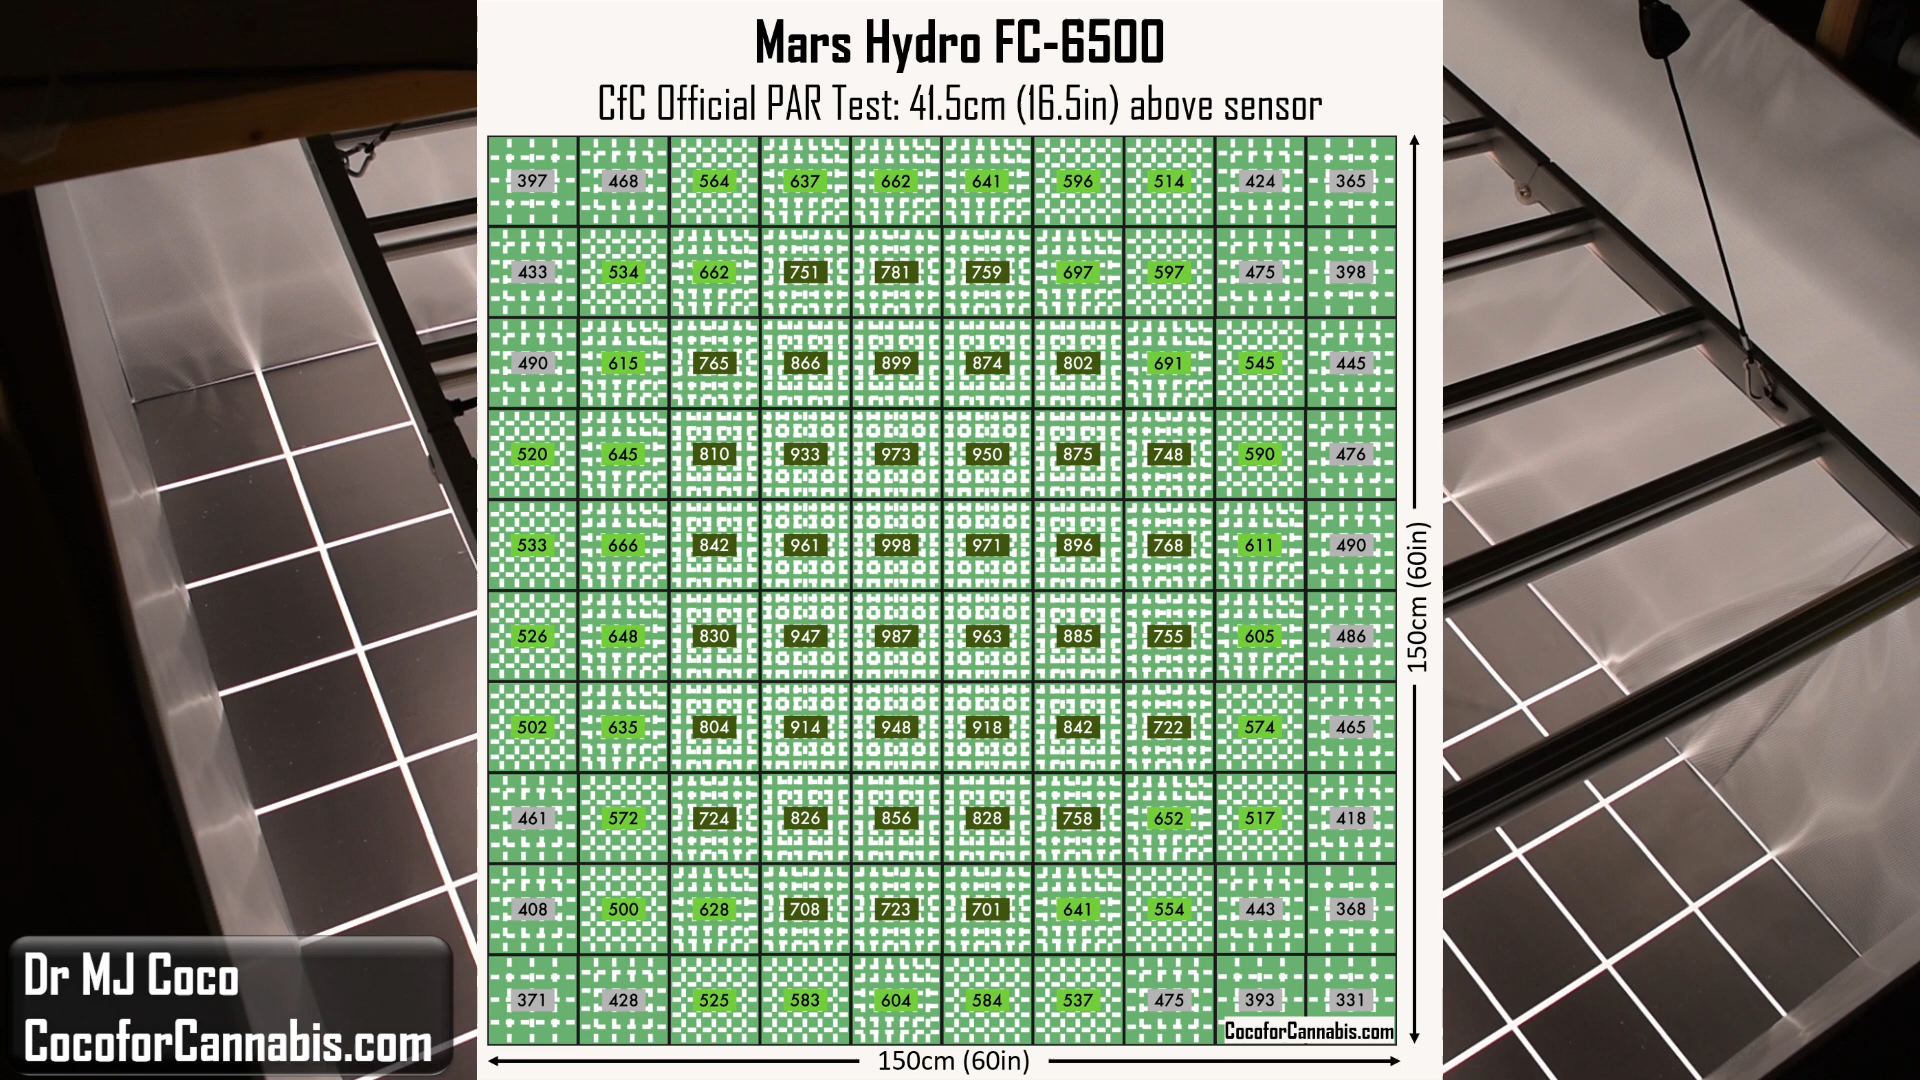 Mars Hydro FC-6500
CfC Official PAR Test: 41.5cm (16.5in) above sensor
397 468 564 637 662 641 596 514 424 365
433 534 662 751 781 759 697 597 475 398
490 615 765 866 899 874 802 691 545 445
520 645 810 933 973 950 875 748 590 476
533 666 842 961 998 971 896 768 611 490
526 648 830 947 987 963 885 755 605 486
502 635 804 914 948 918 842 722 574 465
461 572 724 826 856 828 758 652 517 418
408 500 628 708 723 701 641 554 443 368
371 428 525 583 604 584 537 475 393 331
CocoforCannabis.com
150cm (60in)
150cm (60in)
Dr MJ Coco
CocoforCannabis.com